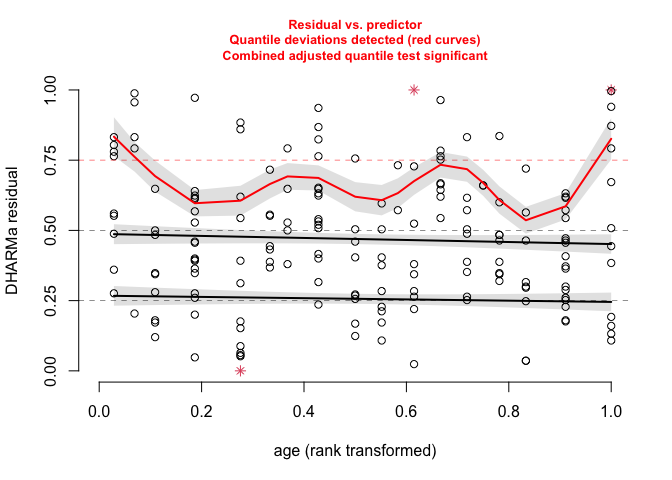 Residual vs. predictor
Quantile deviations detected (red curves)
Combined adjusted quantile test significant
1.00
0.75
0.50
0.25
0.00
DHARMa residual
0.0 0.2 0.4 0.6 0.8 1.0
age (rank transformed)